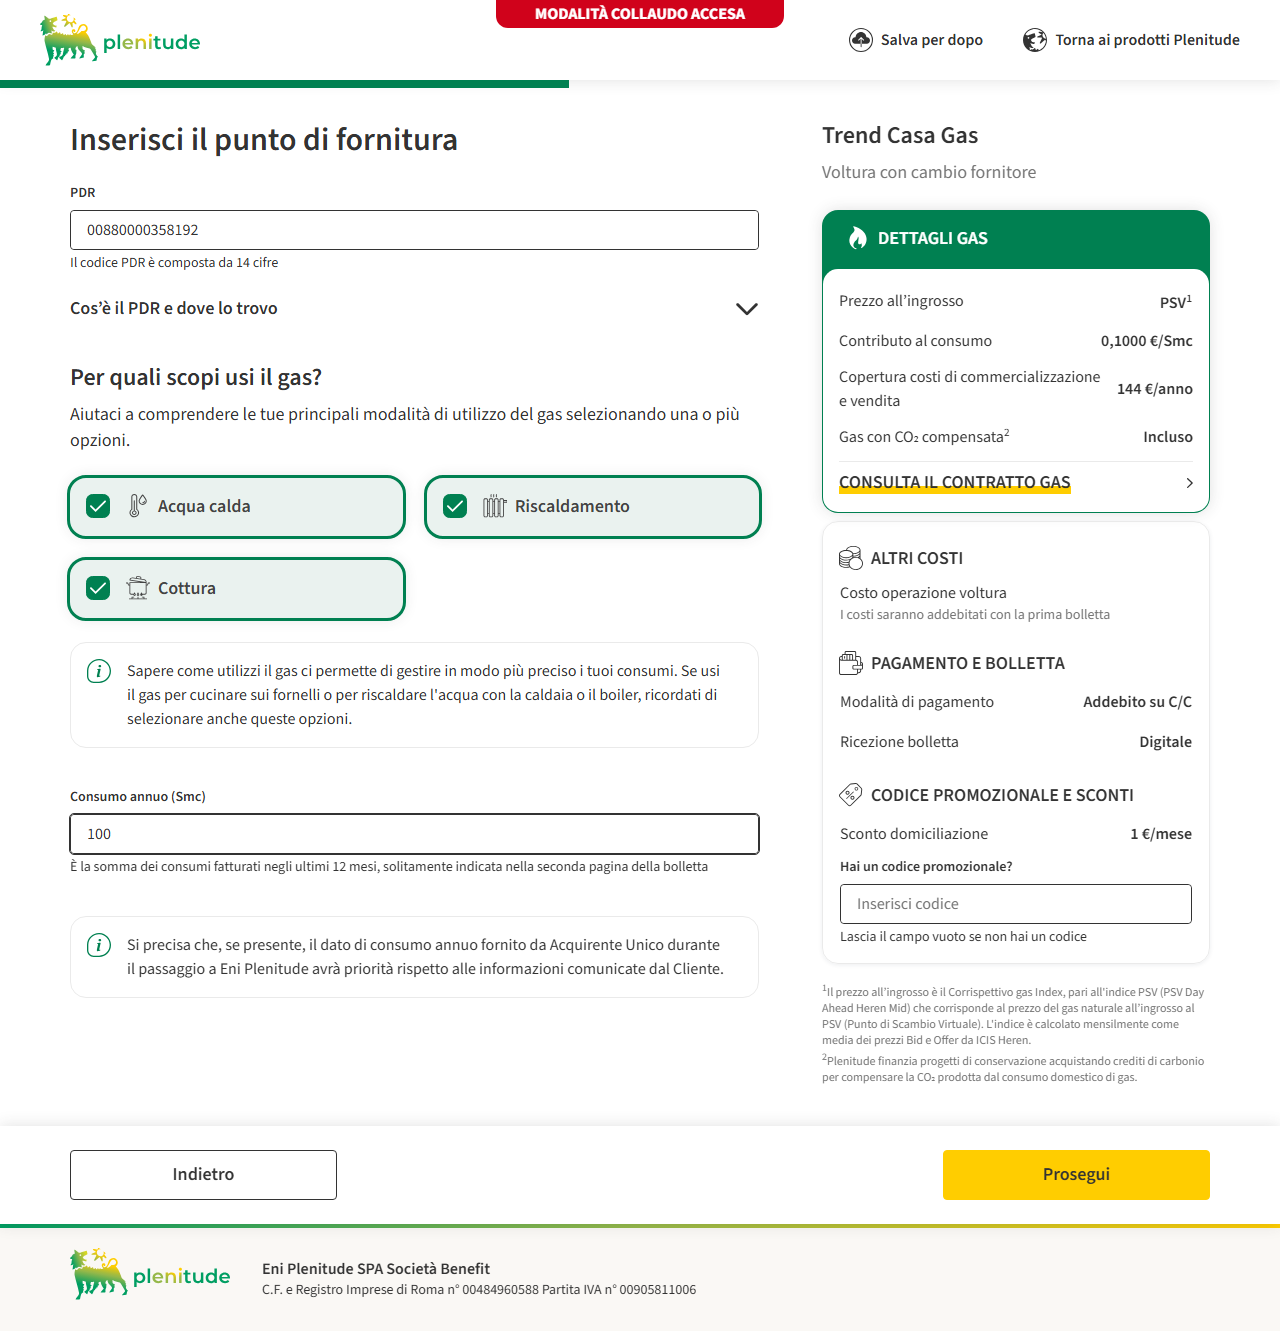 plenitude
MODALITÀ COLLAUDO ACCESA
Salva per dopo
Torna ai prodotti Plenitude
Inserisci il punto di fornitura
PDR
00880000358192
Il codice PDR è composta da 14 cifre
Cos’è il PDR e dove lo trovo
Per quali scopi usi il gas?
Aiutaci a comprendere le tue principali modalità di utilizzo del gas selezionando una o più
opzioni.
Acqua calda
Riscaldamento
Cottura
Sapere come utilizzi il gas ci permette di gestire in modo più preciso i tuoi consumi. Se usi
il gas per cucinare sui fornelli o per riscaldare l'acqua con la caldaia o il boiler, ricordati di
selezionare anche queste opzioni.
Consumo annuo (Smc)
100
È la somma dei consumi fatturati negli ultimi 12 mesi, solitamente indicata nella seconda pagina della bolletta
Si precisa che, se presente, il dato di consumo annuo fornito da Acquirente Unico durante
il passaggio a Eni Plenitude avrà priorità rispetto alle informazioni comunicate dal Cliente.
Trend Casa Gas
Voltura con cambio fornitore
DETTAGLI GAS
Prezzo all’ingrosso PSV¹
Contributo al consumo 0,1000 €/Smc
Copertura costi di commercializzazione
e vendita 144 €/anno
Gas con CO₂ compensata² Incluso
CONSULTA IL CONTRATTO GAS
ALTRI COSTI
Costo operazione voltura
I costi saranno addebitati con la prima bolletta
PAGAMENTO E BOLLETTA
Modalità di pagamento Addebito su C/C
Ricezione bolletta Digitale
CODICE PROMOZIONALE E SCONTI
Sconto domiciliazione 1 €/mese
Hai un codice promozionale?
Inserisci codice
Lascia il campo vuoto se non hai un codice
¹Il prezzo all’ingrosso è il Corrispettivo gas Index, pari all'indice PSV (PSV Day
Ahead Heren Mid) che corrisponde al prezzo del gas naturale all’ingrosso al
PSV (Punto di Scambio Virtuale). L'indice è calcolato mensilmente come
media dei prezzi Bid e Offer da ICIS Heren.
²Plenitude finanzia progetti di conservazione acquistando crediti di carbonio
per compensare la CO₂ prodotta dal consumo domestico di gas.
Indietro
Prosegui
plenitude
Eni Plenitude SPA Società Benefit
C.F. e Registro Imprese di Roma n° 00484960588 Partita IVA n° 00905811006